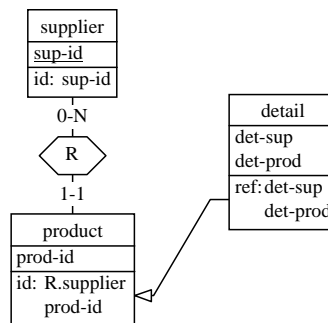 supplier
sup-id
id: sup-id
0-N
R
1-1
product
prod-id
id: R.supplier
prod-id
detail
det-sup
det-prod
ref: det-sup
det-prod